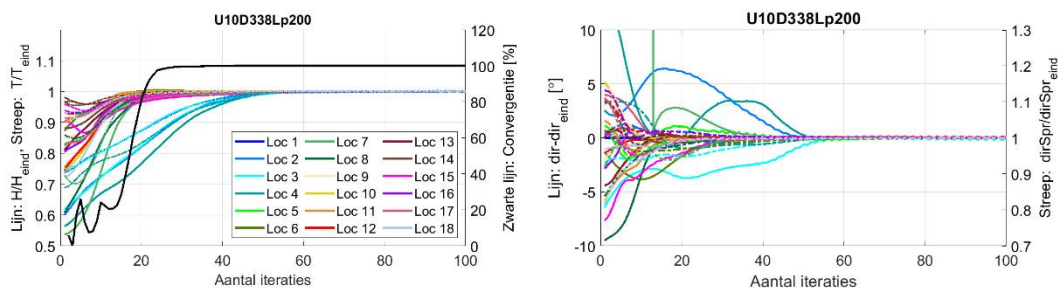 U10D338Lp200
Lijn: H/Heind, Streep: T/Teind
1.1
1
0.9
0.8
0.7
0.6
0.5
120
100
80
60
40
20
0
Zwarte lijn: Convergentie [%]
Loc 1
Loc 2
Loc 3
Loc 4
Loc 5
Loc 6
Loc 7
Loc 8
Loc 9
Loc 10
Loc 11
Loc 12
Loc 13
Loc 14
Loc 15
Loc 16
Loc 17
Loc 18
0 20 40 60 80 100
Aantal iteraties
U10D338Lp200
Lijn: dir-direind [°]
10
5
0
-5
-10
1.3
1.2
1.1
1
0.9
0.8
0.7
Streep: dirSpr/dirSpreind
0 20 40 60 80 100
Aantal iteraties